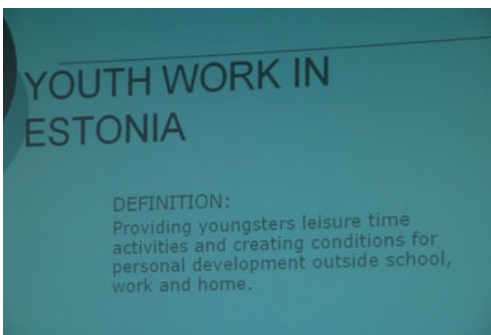 YOUTH WORK IN
ESTONIA
DEFINITION:
Providing youngsters leisure time
activities and creating conditions for
personal development outside school,
work and home.